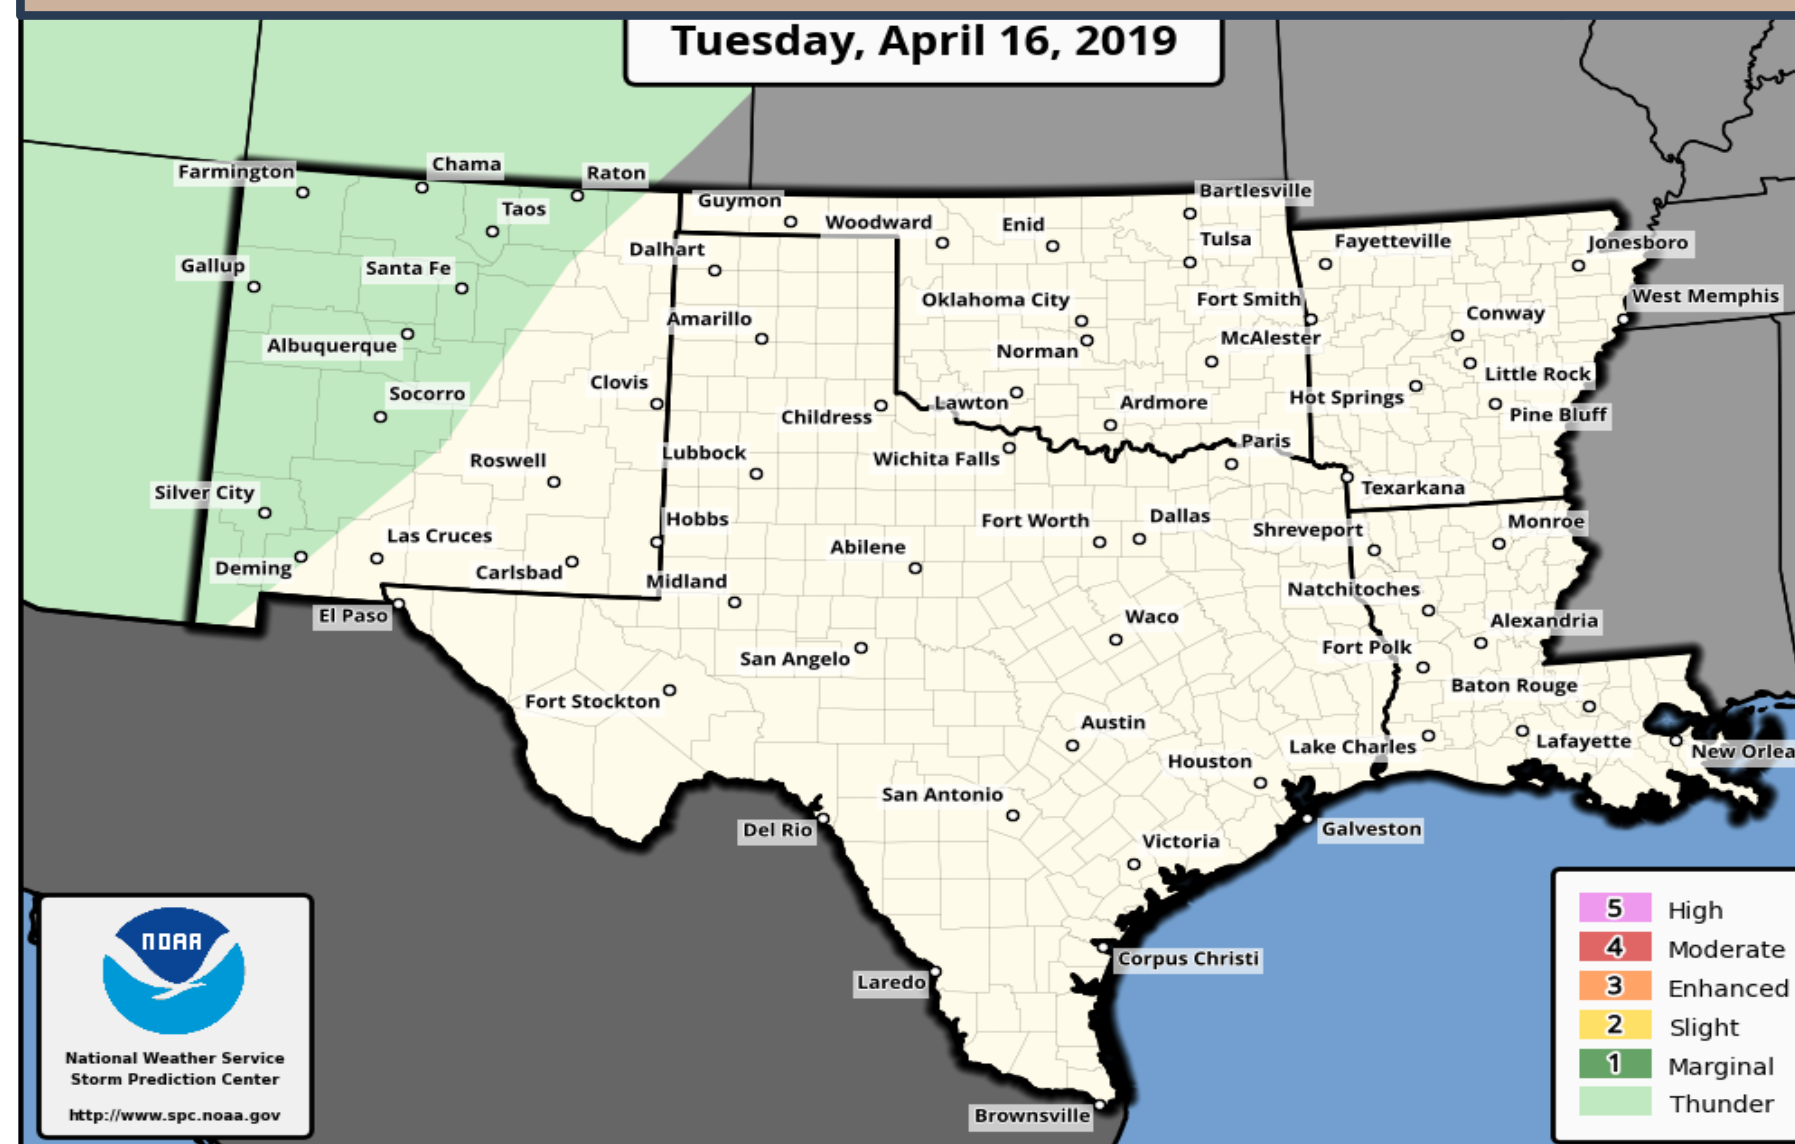 Tuesday, April 16, 2019
Farmington
Chama
Raton
Taos
Gallup
Santa Fe
Albuquerque
Socorro
Clovis
Roswell
Silver City
Las Cruces
Deming
Carlsbad
Hobbs
Guymon
Woodward
Enid
Bartlesville
Tulsa
Oklahoma City
Norman
Fort Smith
McAlester
Lawton
Ardmore
Fayetteville
Jonesboro
West Memphis
Conway
Little Rock
Hot Springs
Pine Bluff
Texarkana
Dalhart
Amarillo
Childress
Lubbock
Wichita Falls
Paris
Fort Worth
Dallas
Abilene
Midland
El Paso
San Angelo
Waco
Fort Stockton
Austin
Houston
San Antonio
Del Rio
Victoria
Galveston
Corpus Christi
Laredo
Brownsville
Shreveport
Monroe
Natchitoches
Alexandria
Fort Polk
Baton Rouge
Lake Charles
Lafayette
New Orlea
NOAA
National Weather Service
Storm Prediction Center
http://www.spc.noaa.gov
5 High
4 Moderate
3 Enhanced
2 Slight
1 Marginal
Thunder